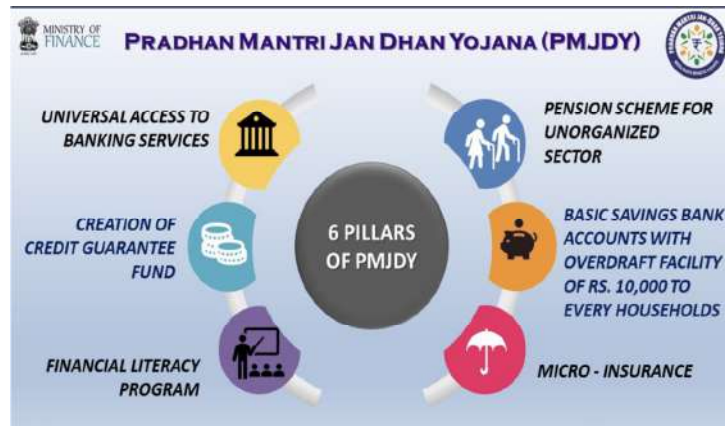 MINISTRY OF
FINANCE
PRADHAN MANTRI JAN DHAN YOJANA (PMJDY)
UNIVERSAL ACCESS TO
BANKING SERVICES
CREATION OF
CREDIT GUARANTEE
FUND
FINANCIAL LITERACY
PROGRAM
6 PILLARS
OF PMJDY
PENSION SCHEME FOR
UNORGANIZED
SECTOR
BASIC SAVINGS BANK
ACCOUNTS WITH
OVERDRAFT FACILITY
OF RS. 10,000 TO
EVERY HOUSEHOLDS
MICRO - INSURANCE